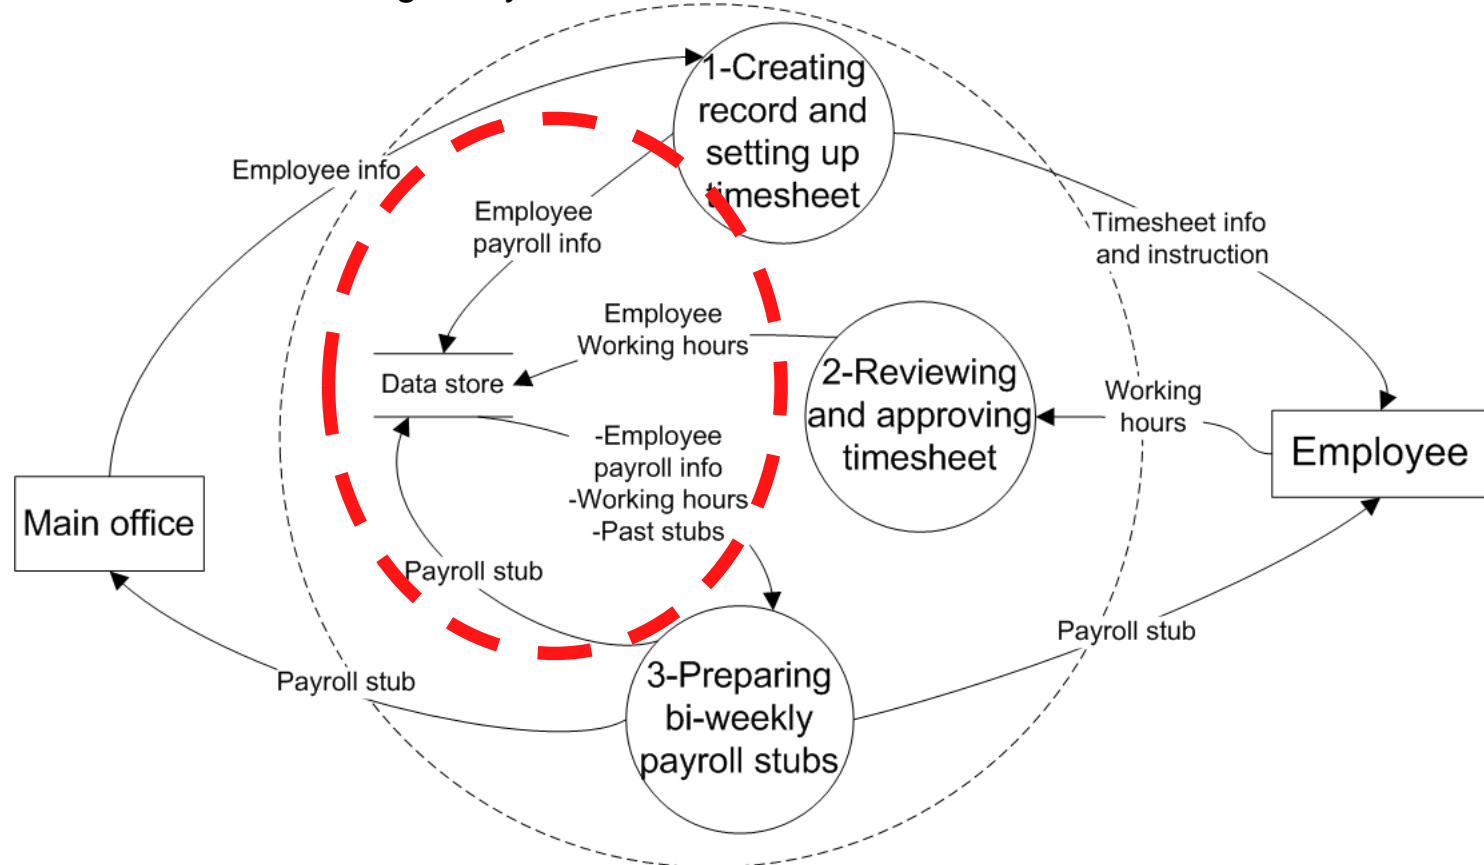 1-Creating
record and
setting up
timesheet
Employee info
Employee
payroll info
Timesheet info
and instruction
Employee
Working hours
Data store
2-Reviewing
and approving
timesheet
Working
hours
Employee
-Employee
payroll info
-Working hours
-Past stubs
Main office
Payroll stub
Payroll stub
Payroll stub
3-Preparing
bi-weekly
payroll stubs